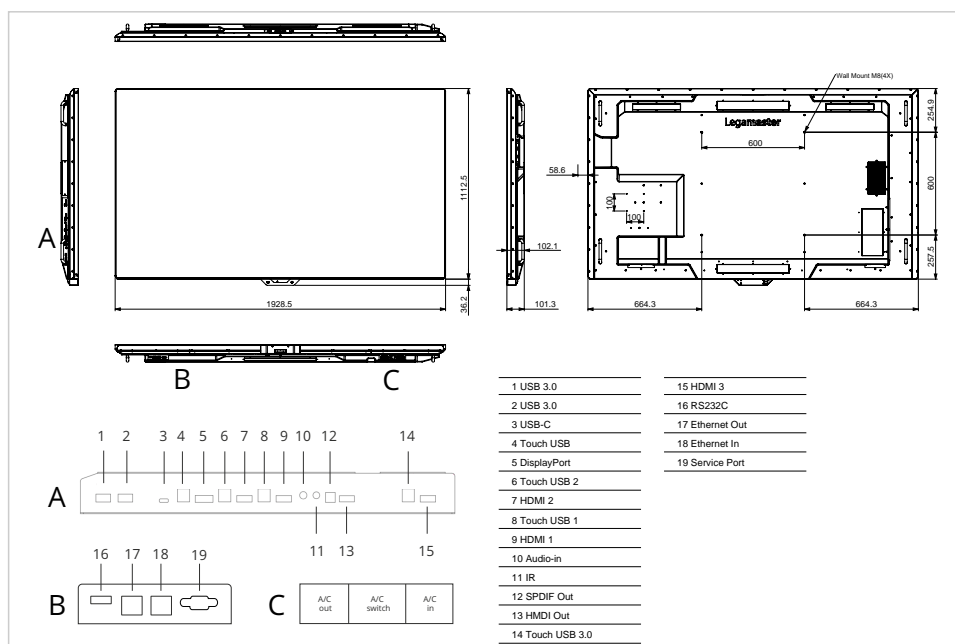 Wall Mount M8(4X)
Legamaster
600
254.9
600
257.5
58.6
100
100
A
1112.5
102.1
1928.5
36.2
101.3
664.3
664.3
B
C
1 USB 3.0
2 USB 3.0
3 USB-C
4 Touch USB
5 DisplayPort
6 Touch USB 2
7 HDMI 2
8 Touch USB 1
9 HDMI 1
10 Audio-in
11 IR
12 SPDIF Out
13 HMDI Out
14 Touch USB 3.0
15 HDMI 3
16 RS232C
17 Ethernet Out
18 Ethernet In
19 Service Port
1 2 3 4 5 6 7 8 9 10 12 14
A
11 13 15
16 17 18 19
B
C
A/C out
A/C switch
A/C in